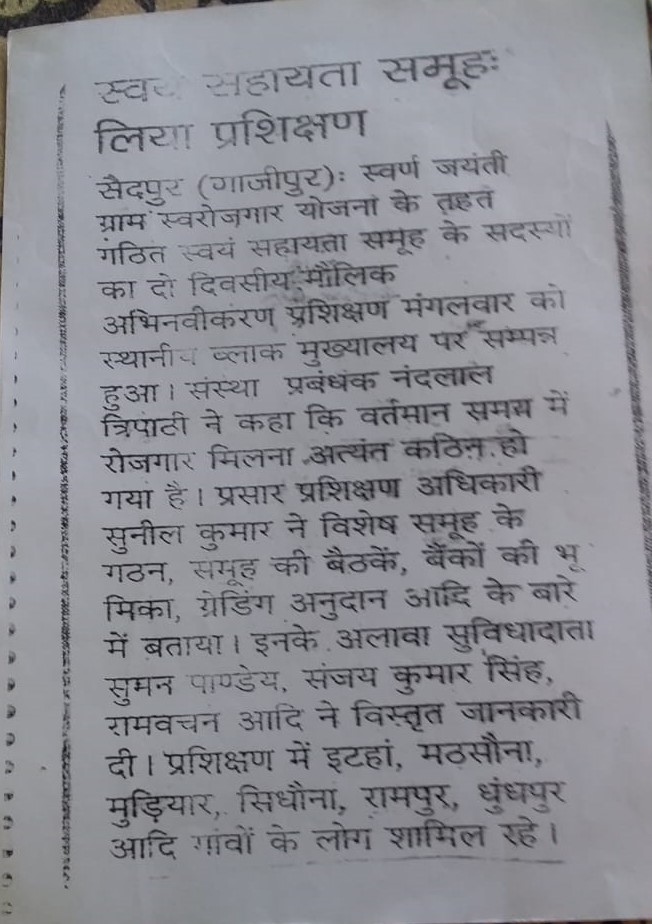 स्वयं सहायता समूहः
लिया प्रशिक्षण
सैदपुर (गाजीपुर)ः स्वर्ण जयंती
ग्राम स्वरोजगार योजना के तहत
गठित स्वयं सहायता समूह के सदस्यों
का दो दिवसीय मौलिक
अभिनवीकरण प्रशिक्षण मंगलवार को
स्थानीय ब्लाक मुख्यालय पर सम्पन्न
हुआ। संस्था प्रबंधक नंदलाल
त्रिपाठी ने कहा कि वर्तमान समय में
रोजगार मिलना अत्यंत कठिन हो
गया है। प्रसार प्रशिक्षण अधिकारी
सुनील कुमार ने विशेष समूह के
गठन, समूह की बैठकें, बैंकों की भू
मिका, ग्रेडिंग अनुदान आदि के बारे
में बताया। इनके अलावा सुविधादाता
सुमन पाण्डेय, संजय कुमार सिंह,
रामवचन आदि ने विस्तृत जानकारी
दी। प्रशिक्षण में इटहां, मठसौना,
मुड़ियार, सिधौना, रामपुर, धुंधपुर
आदि गांवों के लोग शामिल रहे।